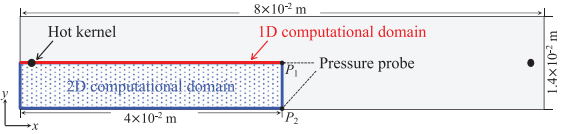 8×10⁻² m
Hot kernel
1D computational domain
P₁
Pressure probe
2D computational domain
1.4×10⁻² m
y
4×10⁻² m
P₂
x